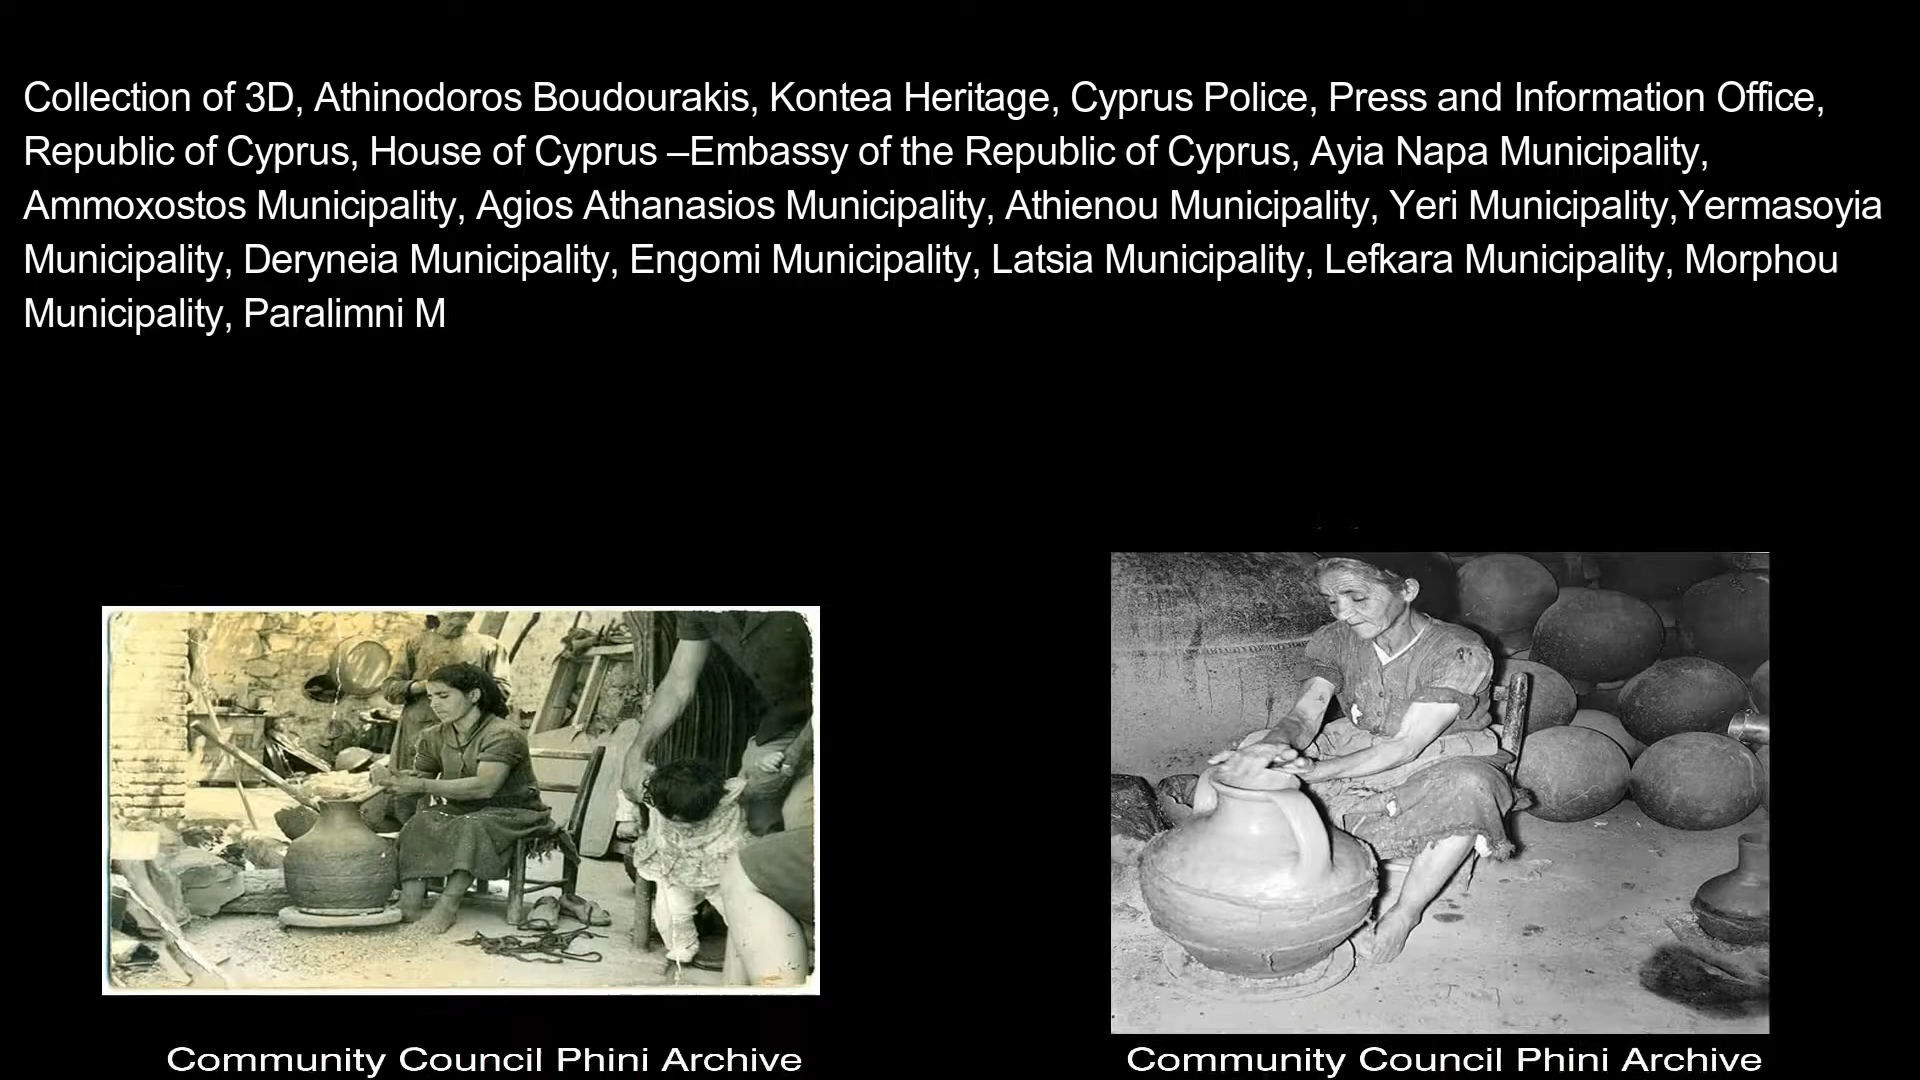 Collection of 3D, Athinodoros Boudourakis, Kontea Heritage, Cyprus Police, Press and Information Office,
Republic of Cyprus, House of Cyprus –Embassy of the Republic of Cyprus, Ayia Napa Municipality,
Ammoxostos Municipality, Agios Athanasios Municipality, Athienou Municipality, Yeri Municipality,Yermasoyia
Municipality, Deryneia Municipality, Engomi Municipality, Latsia Municipality, Lefkara Municipality, Morphou
Municipality, Paralimni M
Community Council Phini Archive
Community Council Phini Archive